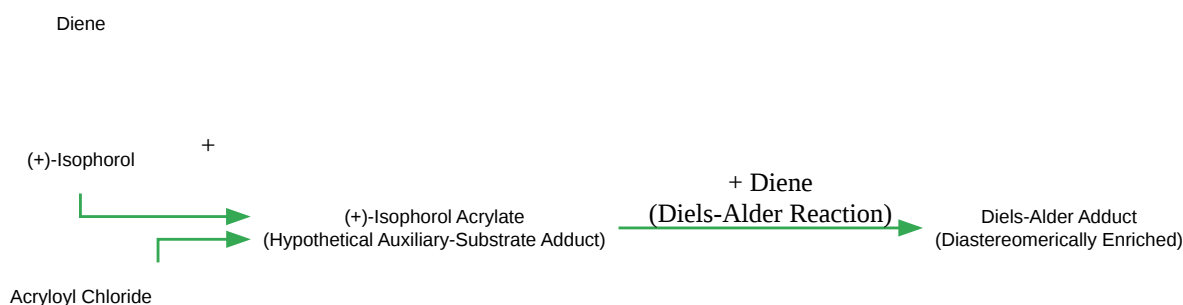 Diene
(+)-Isophorol
+
+ Diene
(Diels-Alder Reaction)
(+)-Isophorol Acrylate
(Hypothetical Auxiliary-Substrate Adduct)
Diels-Alder Adduct
(Diastereomerically Enriched)
Acryloyl Chloride